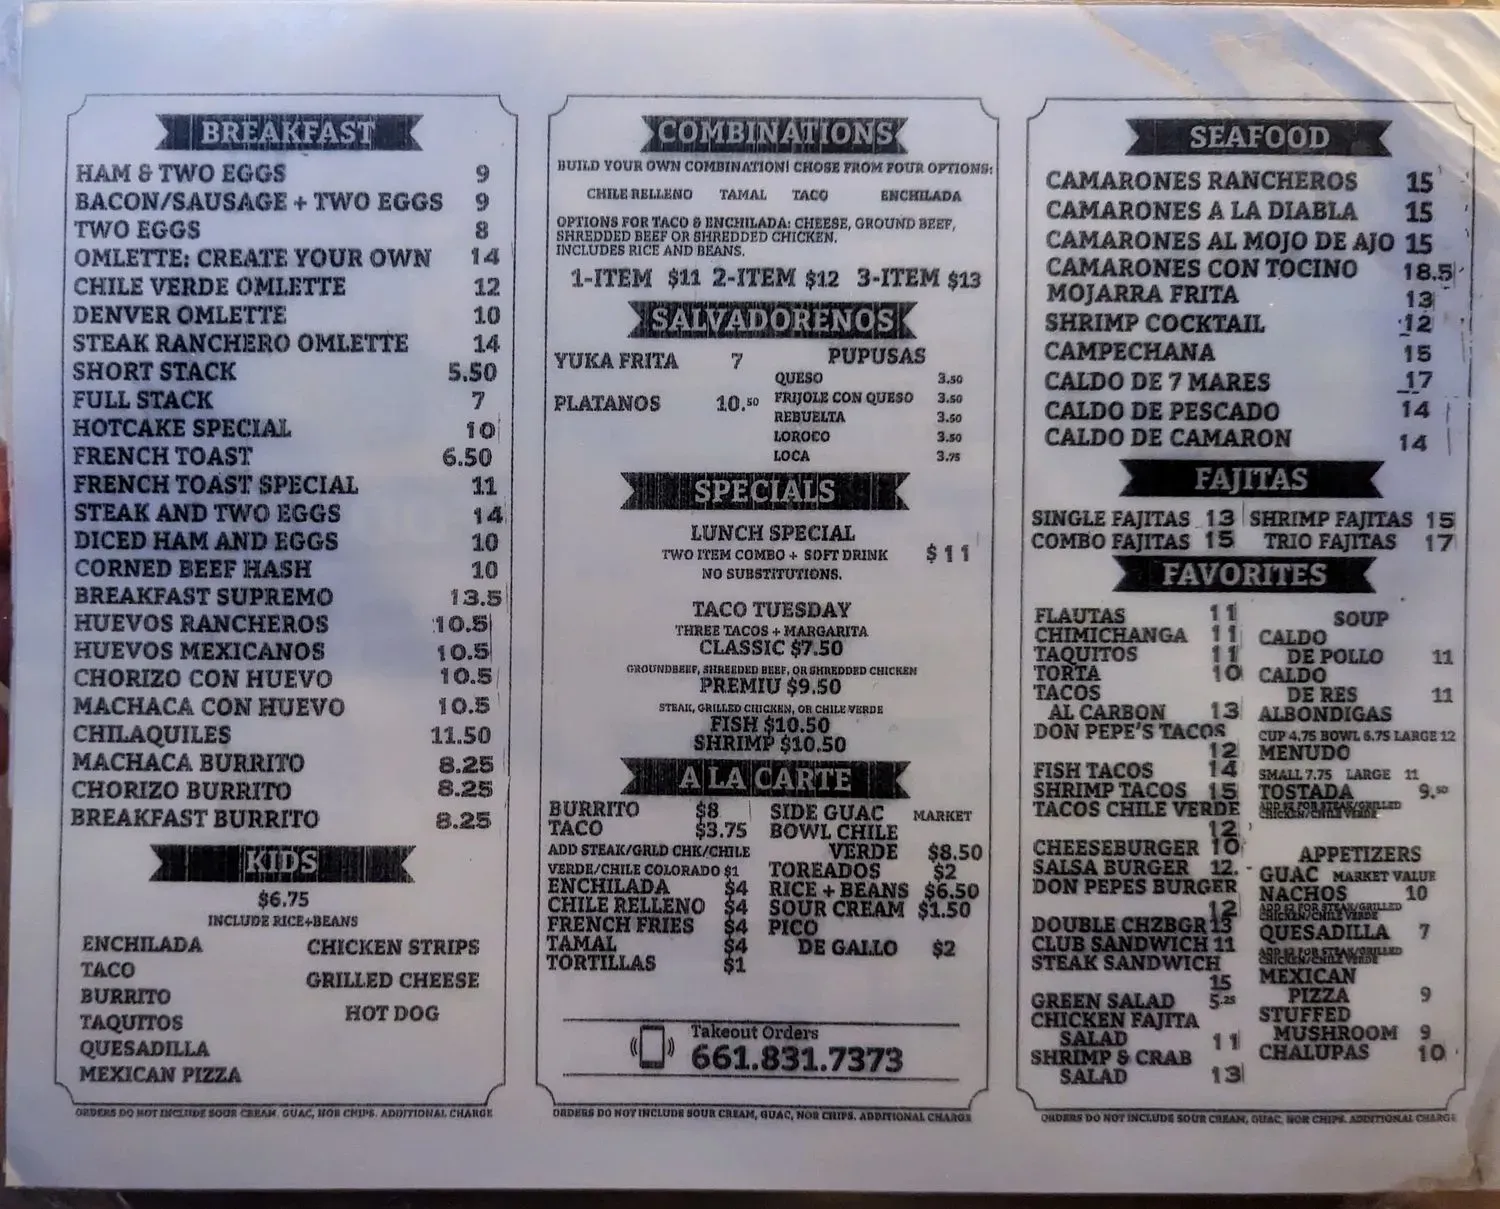 BREAKFAST
HAM & TWO EGGS 9
BACON/SAUSAGE + TWO EGGS 9
TWO EGGS 8
OMLETTE: CREATE YOUR OWN 14
CHILE VERDE OMLETTE 12
DENVER OMLETTE 10
STEAK RANCHERO OMLETTE 14
SHORT STACK 5.50
FULL STACK 7
HOTCAKE SPECIAL 10
FRENCH TOAST 6.50
FRENCH TOAST SPECIAL 11
STEAK AND TWO EGGS 14
DICED HAM AND EGGS 10
CORNED BEEF HASH 10
BREAKFAST SUPREMO 13.5
HUEVOS RANCHEROS 10.5
HUEVOS MEXICANOS 10.5
CHORIZO CON HUEVO 10.5
MACHACA CON HUEVO 10.5
CHILAQUILES 11.50
MACHACA BURRITO 8.25
CHORIZO BURRITO 8.25
BREAKFAST BURRITO 8.25
KIDS
$6.75
INCLUDE RICE+BEANS
ENCHILADA
TACO
BURRITO
TAQUITOS
QUESADILLA
MEXICAN PIZZA
CHICKEN STRIPS
GRILLED CHEESE
HOT DOG
ORDERS DO NOT INCLUDE SOUR CREAM, GUAC, NOR CHIPS. ADDITIONAL CHARGE
COMBINATIONS
BUILD YOUR OWN COMBINATION! CHOSE FROM FOUR OPTIONS:
CHILE RELLENO TAMAL TACO ENCHILADA
OPTIONS FOR TACO & ENCHILADA: CHEESE, GROUND BEEF,
SHREDDED BEEF OR SHREDDED CHICKEN.
INCLUDES RICE AND BEANS.
1-ITEM $11 2-ITEM $12 3-ITEM $13
SALVADORENOS
YUKA FRITA 7
PLATANOS 10.50
PUPUSAS
QUESO 3.50
FRIJOLE CON QUESO 3.50
REBUELTA 3.50
LOROCO 3.50
LOCA 3.75
SPECIALS
LUNCH SPECIAL
TWO ITEM COMBO + SOFT DRINK $11
NO SUBSTITUTIONS.
TACO TUESDAY
THREE TACOS + MARGARITA
CLASSIC $7.50
GROUNDBEEF, SHREDDED BEEF, OR SHREDDED CHICKEN
PREMIU $9.50
STEAK, GRILLED CHICKEN, OR CHILE VERDE
FISH $10.50
SHRIMP $10.50
A LA CARTE
BURRITO $8
TACO $3.75
ADD STEAK/GRLD CHK/CHILE
VERDE/CHILE COLORADO $1
ENCHILADA $4
CHILE RELLENO $4
FRENCH FRIES $4
TAMAL $4
TORTILLAS $1
SIDE GUAC MARKET
BOWL CHILE
VERDE $8.50
TOREADOS $2
RICE + BEANS $6.50
SOUR CREAM $1.50
PICO
DE GALLO $2
Takeout Orders
661.831.7373
ORDERS DO NOT INCLUDE SOUR CREAM, GUAC, NOR CHIPS. ADDITIONAL CHARGE
SEAFOOD
CAMARONES RANCHEROS 15
CAMARONES A LA DIABLA 15
CAMARONES AL MOJO DE AJO 15
CAMARONES CON TOCINO 18.5
MOJARRA FRITA 13
SHRIMP COCKTAIL 12
CAMPECHANA 15
CALDO DE 7 MARES 17
CALDO DE PESCADO 14
CALDO DE CAMARON 14
FAJITAS
SINGLE FAJITAS 13 SHRIMP FAJITAS 15
COMBO FAJITAS 15 TRIO FAJITAS 17
FAVORITES
FLAUTAS 11
CHIMICHANGA 11
TAQUITOS 11
TORTA 10
TACOS
AL CARBON 13
DON PEPE'S TACOS
12
FISH TACOS 14
SHRIMP TACOS 15
TACOS CHILE VERDE
12
CHEESEBURGER 10
SALSA BURGER 12.
DON PEPES BURGER
12
DOUBLE CHZBGR 13
CLUB SANDWICH 11
STEAK SANDWICH
15
GREEN SALAD 5.25
CHICKEN FAJITA
SALAD 11
SHRIMP & CRAB
SALAD 13
SOUP
CALDO
DE POLLO 11
CALDO
DE RES 11
ALBONDIGAS
CUP 4.75 BOWL 6.75 LARGE 12
MENUDO
SMALL 7.75 LARGE 11
TOSTADA 9.50
ADD $2 FOR STEAK/GRILLED
CHICKEN/CHILE VERDE
APPETIZERS
GUAC MARKET VALUE
NACHOS 10
ADD $2 FOR STEAK/GRILLED
CHICKEN/CHILE VERDE
QUESADILLA 7
ADD $2 FOR STEAK/GRILLED
CHICKEN/CHILE VERDE
MEXICAN
PIZZA 9
STUFFED
MUSHROOM 9
CHALUPAS 10
ORDERS DO NOT INCLUDE SOUR CREAM, GUAC, NOR CHIPS. ADDITIONAL CHARGE